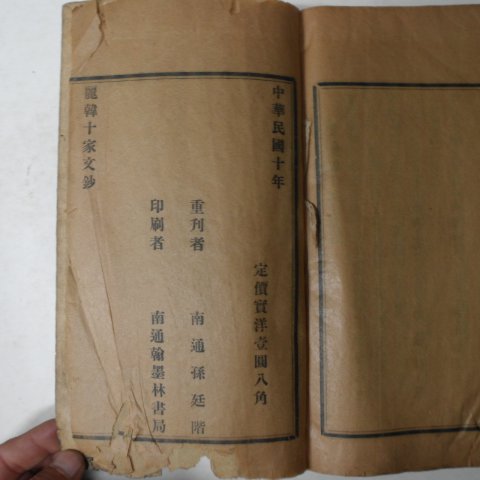 中華民國十年
定價實洋壹圓八角
重刊者 南通孫廷階
印刷者 南通翰墨林書局
麗韓十家文鈔